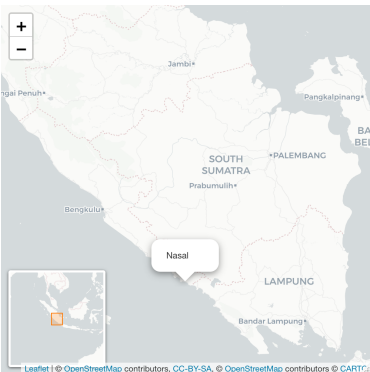 +
−
Jambi
ngai Penuh
Pangkalpinang
BA
BEL
SOUTH
SUMATRA
PALEMBANG
Prabumulih
Bengkulu
Nasal
LAMPUNG
Bandar Lampung
Leaflet | © OpenStreetMap contributors, CC-BY-SA, © OpenStreetMap contributors © CARTO